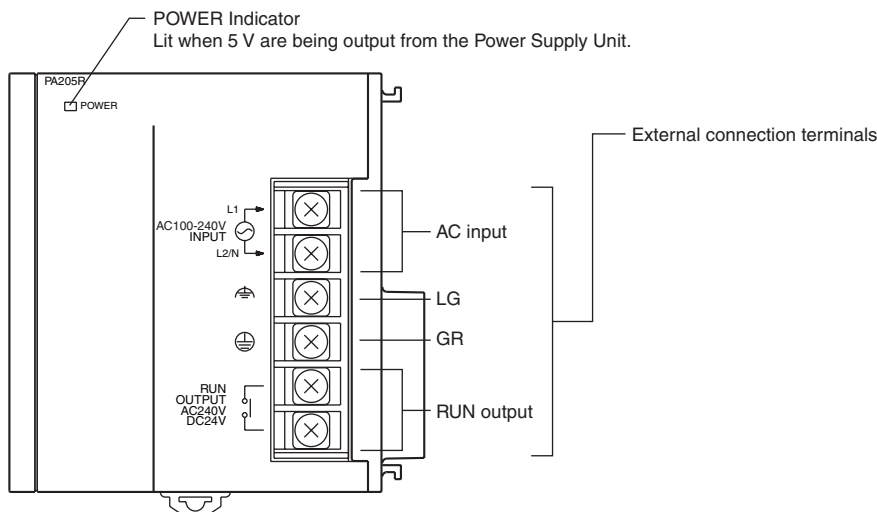 POWER Indicator
Lit when 5 V are being output from the Power Supply Unit.
PA205R
POWER
External connection terminals
L1
AC100-240V
INPUT
L2/N
AC input
LG
GR
RUN
OUTPUT
AC240V
DC24V
RUN output